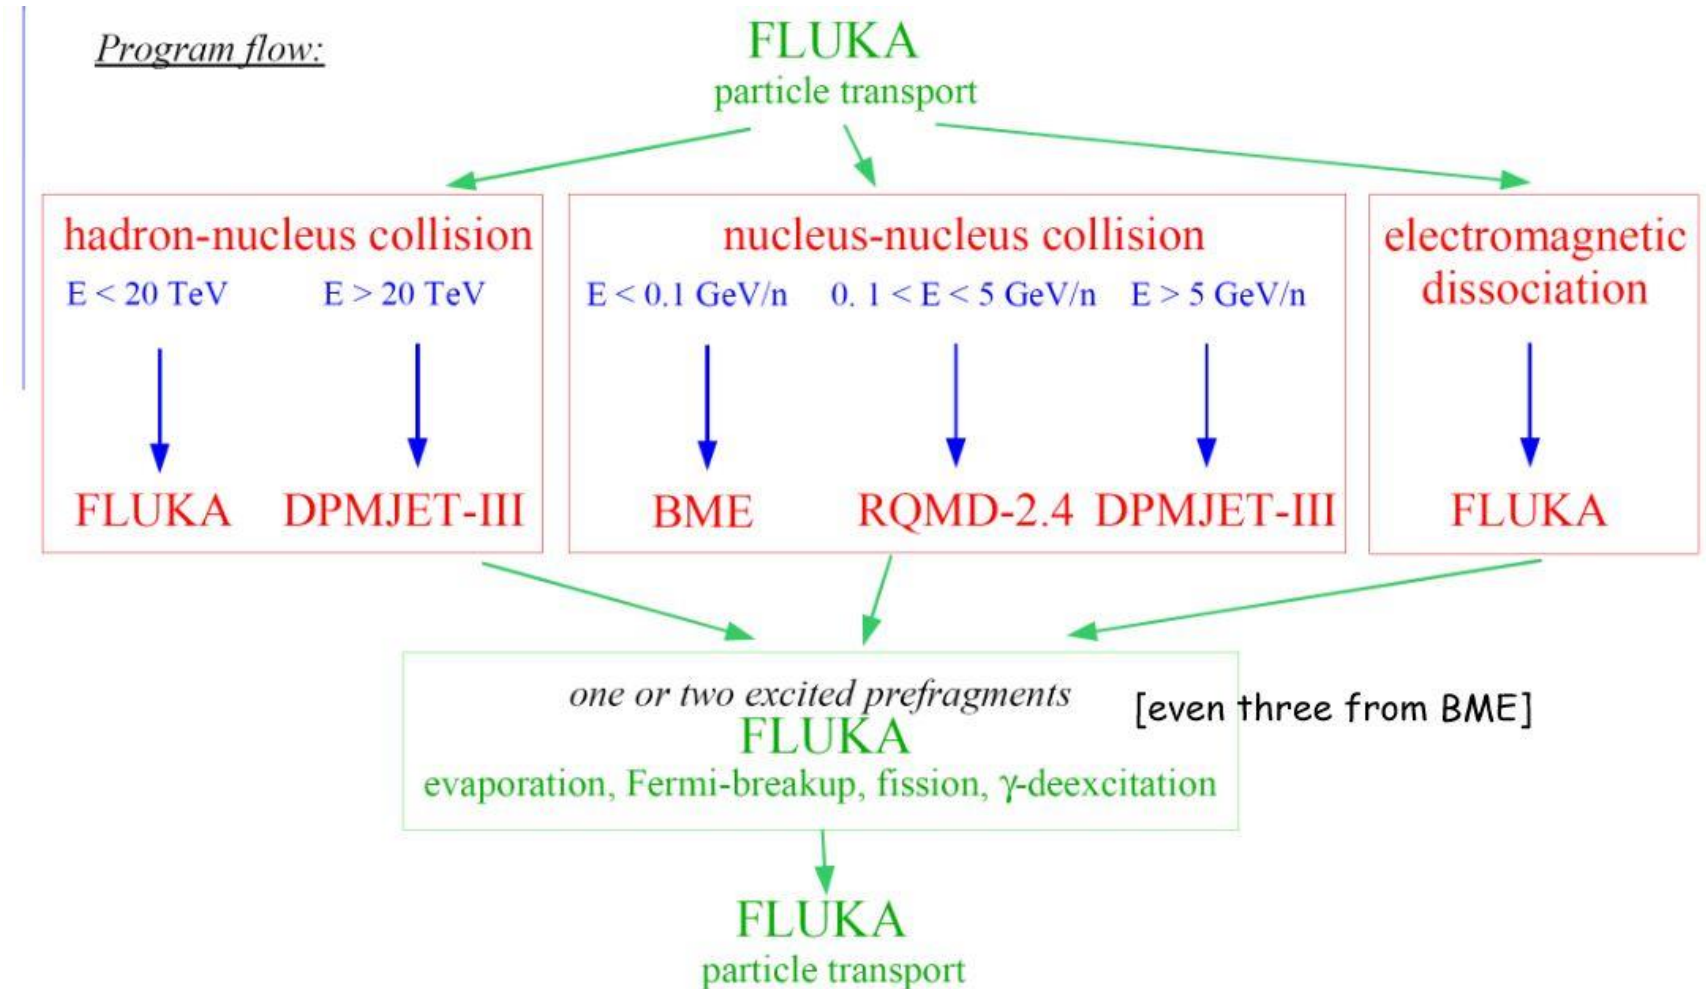 Program flow:
FLUKA
particle transport
hadron-nucleus collision
E < 20 TeV E > 20 TeV
FLUKA DPMJET-III
nucleus-nucleus collision
E < 0.1 GeV/n 0. 1 < E < 5 GeV/n E > 5 GeV/n
BME RQMD-2.4 DPMJET-III
electromagnetic
dissociation
FLUKA
one or two excited prefragments
[even three from BME]
FLUKA
evaporation, Fermi-breakup, fission, γ-deexcitation
FLUKA
particle transport